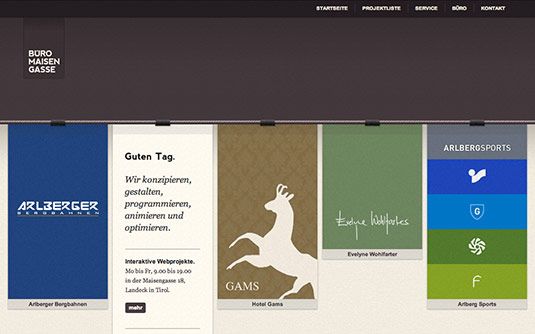 STARTSEITE PROJEKTLISTE SERVICE BÜRO KONTAKT
BÜRO
MAISEN
GASSE
ARLBERGER
BERGBAHNEN
Arlberger Bergbahnen
Guten Tag.
Wir konzipieren,
gestalten,
programmieren,
animieren und
optimieren.
Interaktive Webprojekte.
Mo bis Fr, 9.00 bis 19.00
in der Maisengasse 18,
Landeck in Tirol.
mehr
GAMS
Hotel Gams
Evelyne Wohlfarter
Evelyne Wohlfarter
ARLBERGSPORTS
G
f
Arlberg Sports